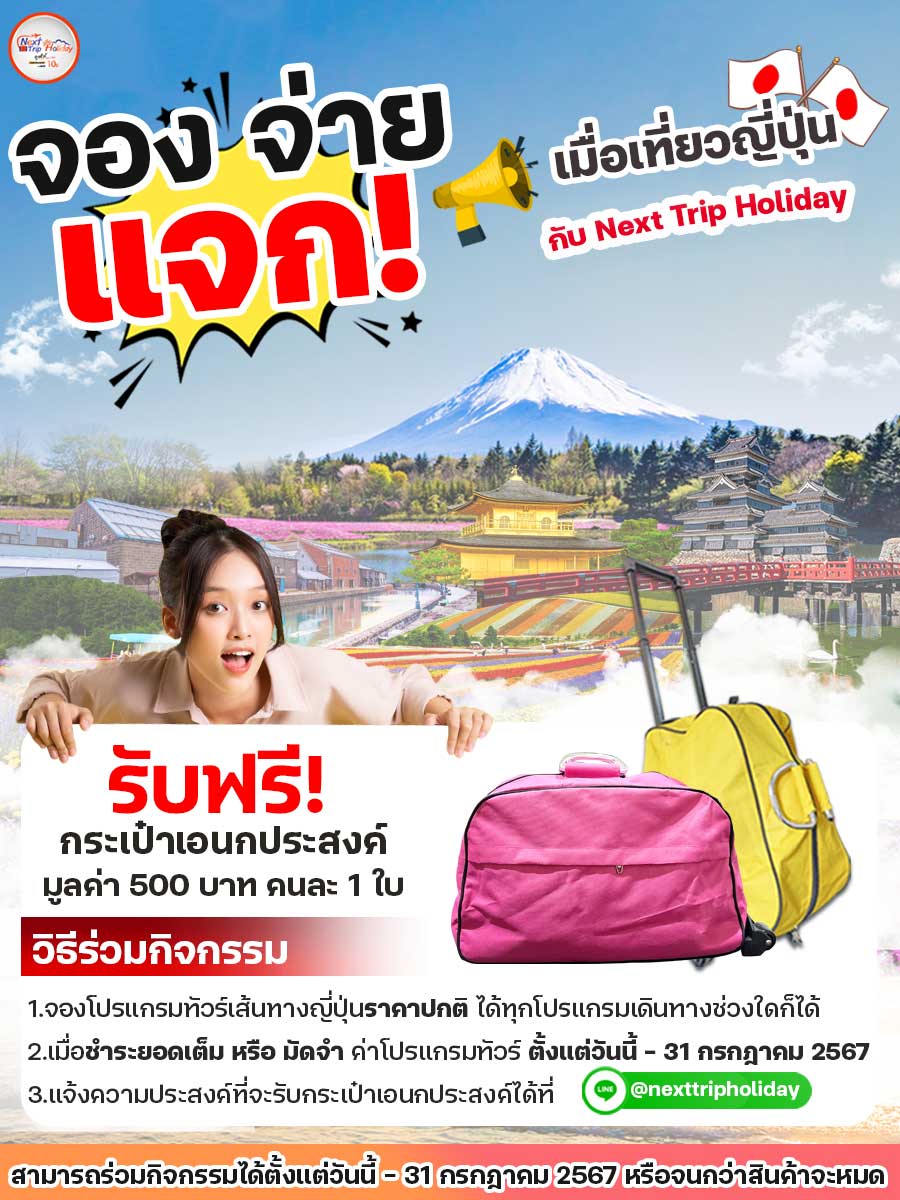 Next Trip Holiday
จอง จ่าย
แจก!
เมื่อเที่ยวญี่ปุ่น
กับ Next Trip Holiday
รับฟรี!
กระเป๋าเอนกประสงค์
มูลค่า 500 บาท คนละ 1 ใบ
วิธีร่วมกิจกรรม
1.จองโปรแกรมทัวร์เส้นทางญี่ปุ่นราคาปกติ ได้ทุกโปรแกรมเดินทางช่วงใดก็ได้
2.เมื่อชำระยอดเต็ม หรือ มัดจำ ค่าโปรแกรมทัวร์ ตั้งแต่วันนี้ - 31 กรกฎาคม 2567
3.แจ้งความประสงค์ที่จะรับกระเป๋าเอนกประสงค์ได้ที่ LINE @nexttripholiday
สามารถร่วมกิจกรรมได้ตั้งแต่วันนี้ - 31 กรกฎาคม 2567 หรือจนกว่าสินค้าจะหมด